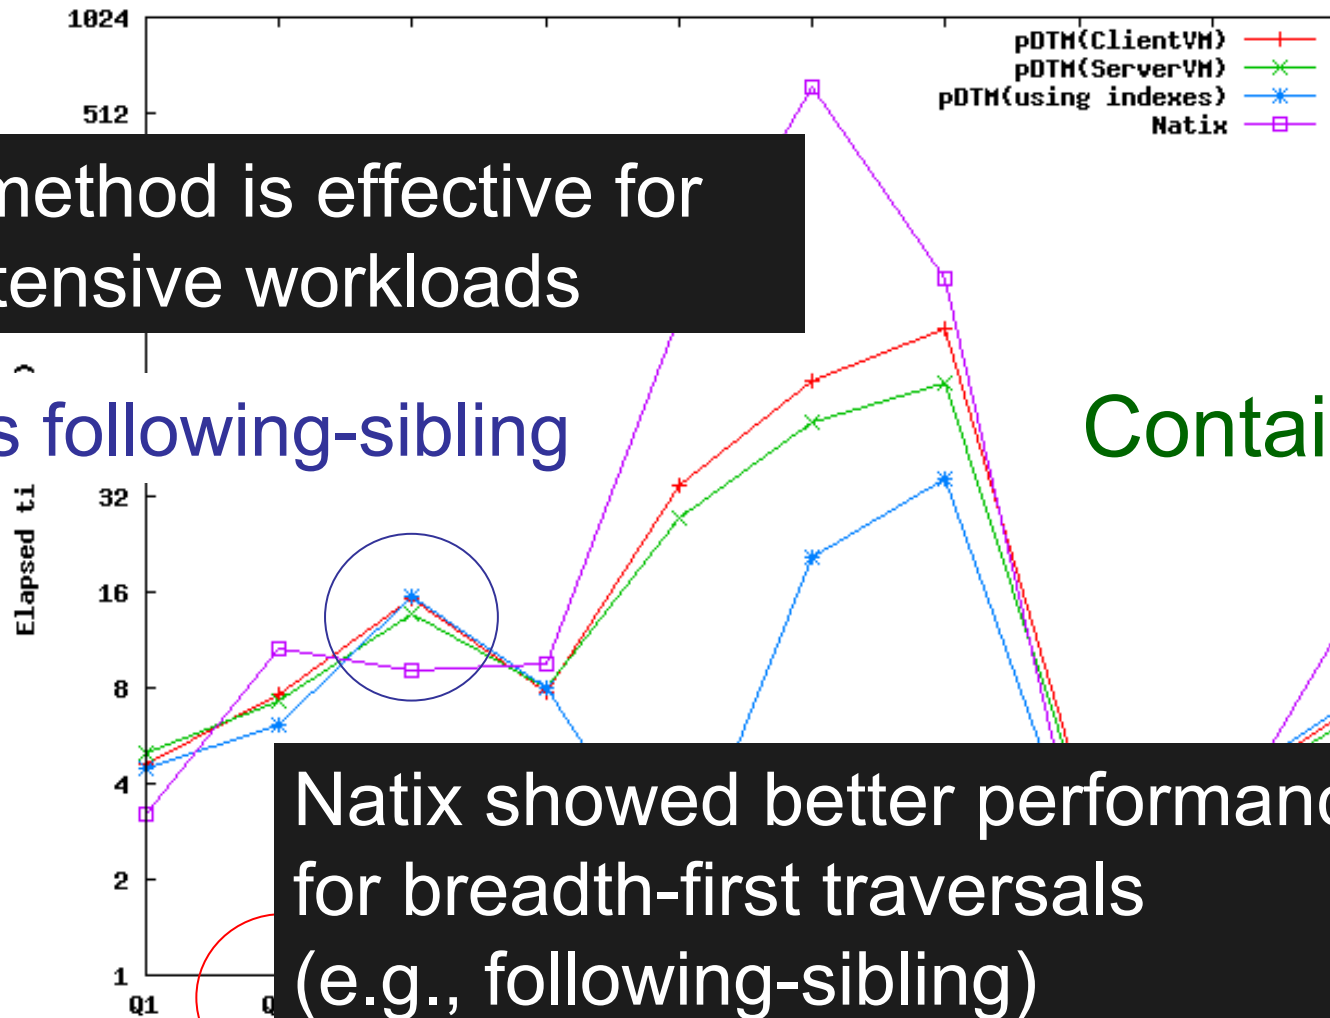 1024
pDTM(ClientVM)
pDTM(ServerVM)
512
pDTM(using indexes)
Natix
method is effective for
tensive workloads
)
s following-sibling
Contai
32
Elapsed ti
16
8
4
Natix showed better performanc
for breadth-first traversals
2
(e.g., following-sibling)
1
Q1